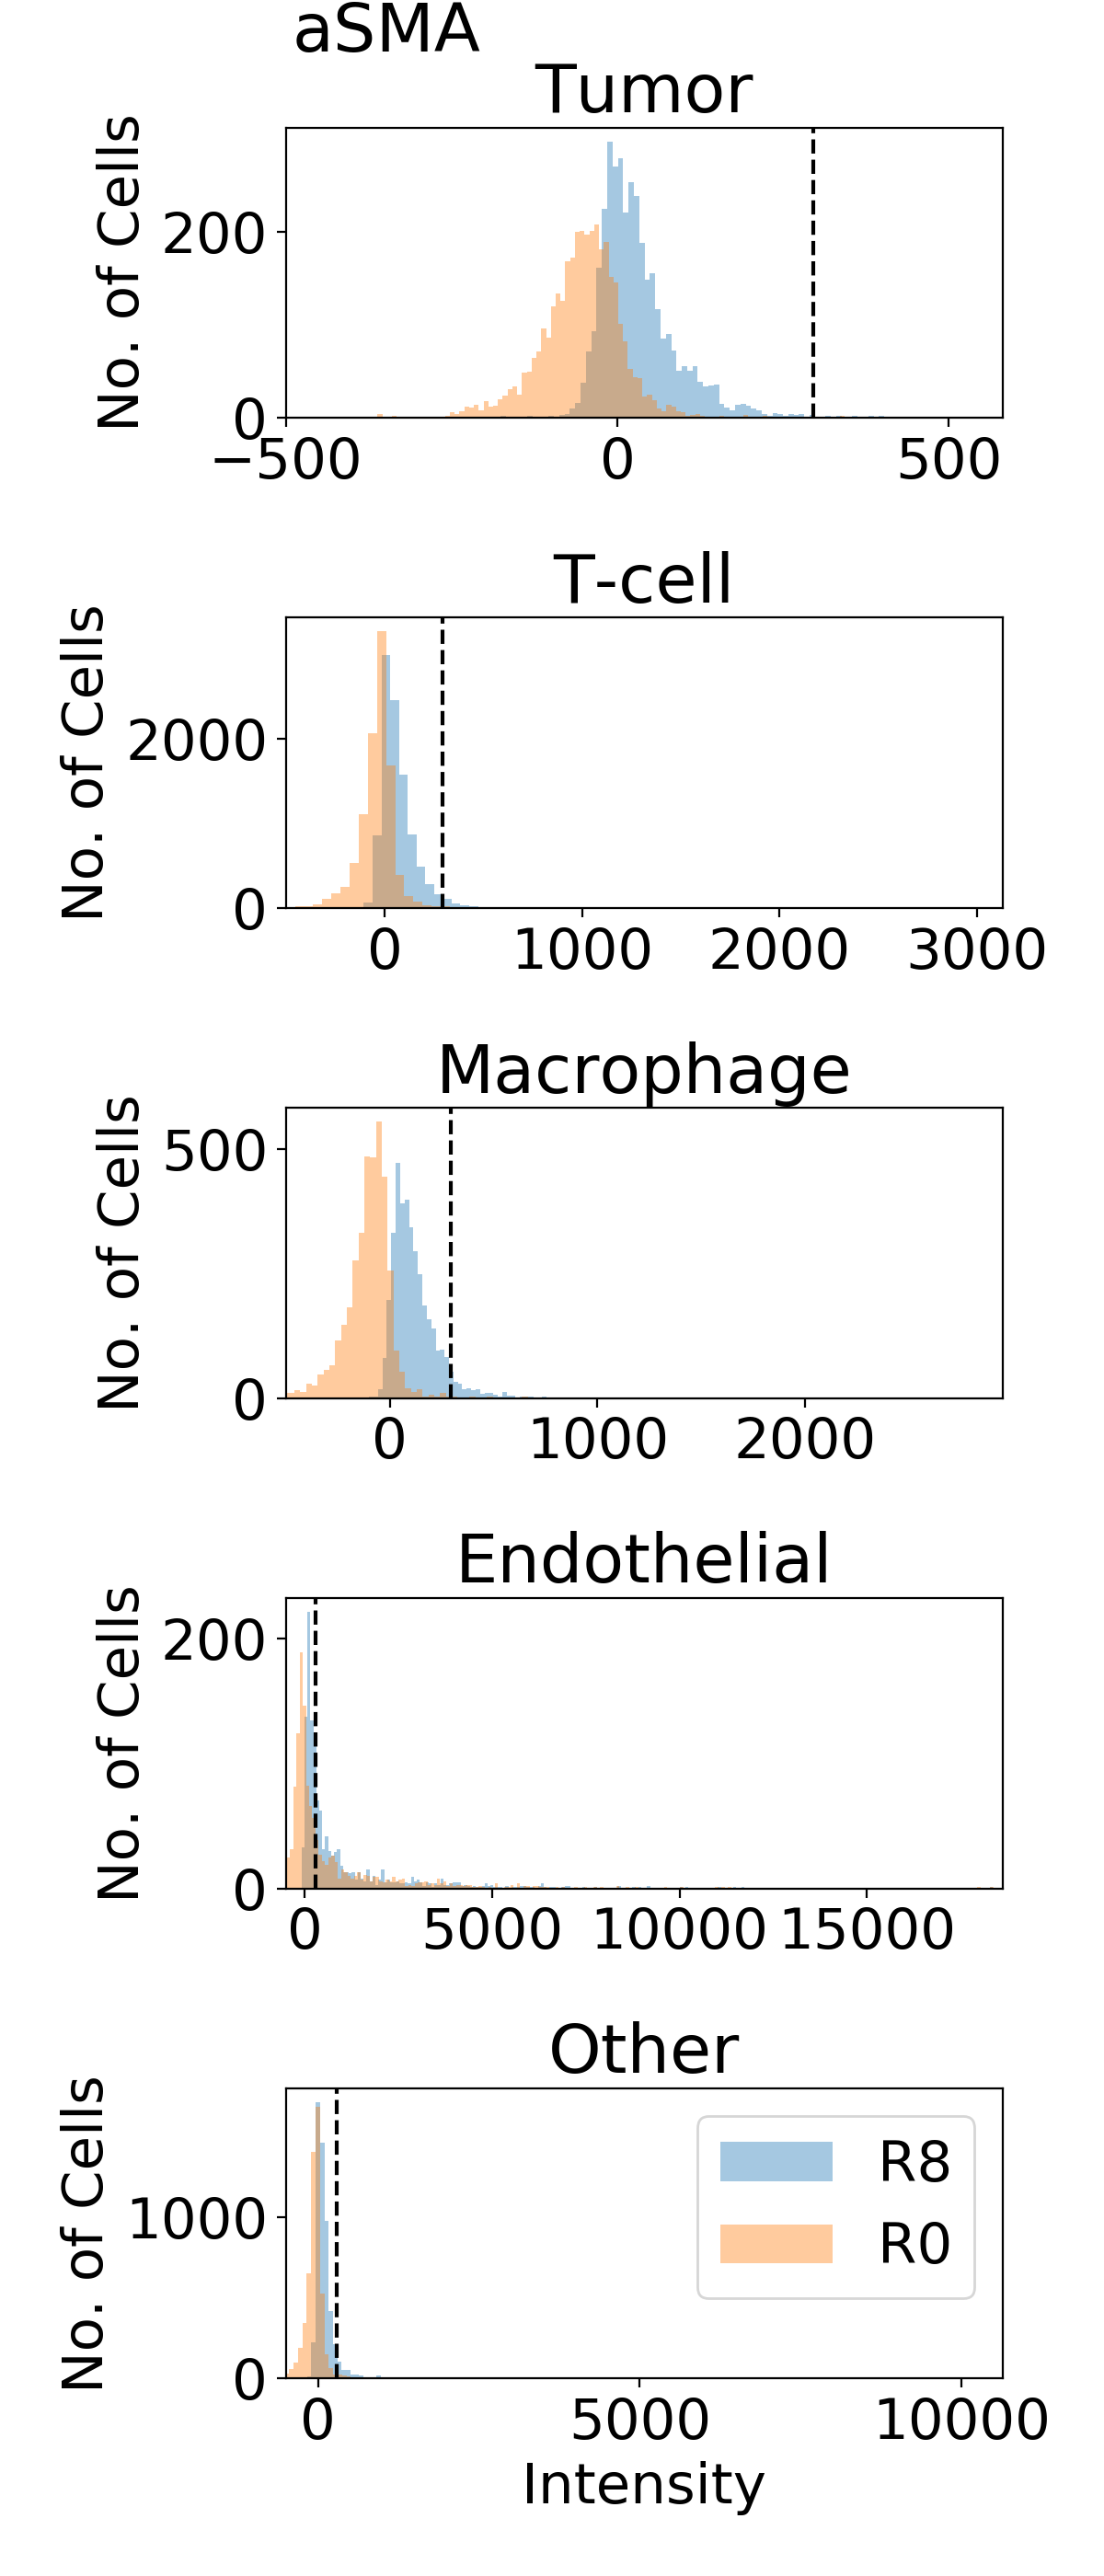 aSMA
Tumor
No. of Cells
200
0
−500 0 500
T-cell
No. of Cells
2000
0
0 1000 2000 3000
Macrophage
No. of Cells
500
0
0 1000 2000
Endothelial
No. of Cells
200
0
0 5000 10000 15000
Other
No. of Cells
1000
0
R8
R0
0 5000 10000
Intensity